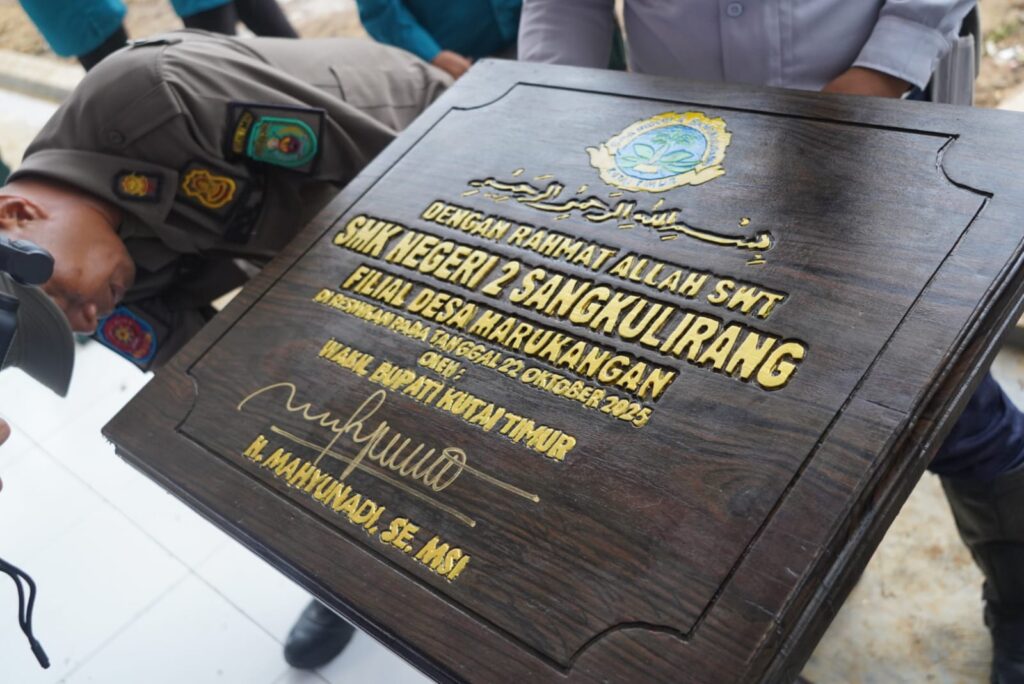 بسم الله الرحمن الرحيم
DENGAN RAHMAT ALLAH SWT
SMK NEGERI 2 SANGKULIRANG
FILIAL DESA MARUKANGAN
DI RESMIKAN PADA TANGGAL 22 OKTOBER 2025
OLEH :
WAKIL BUPATI KUTAI TIMUR
H. MAHYUNADI, SE, MSI